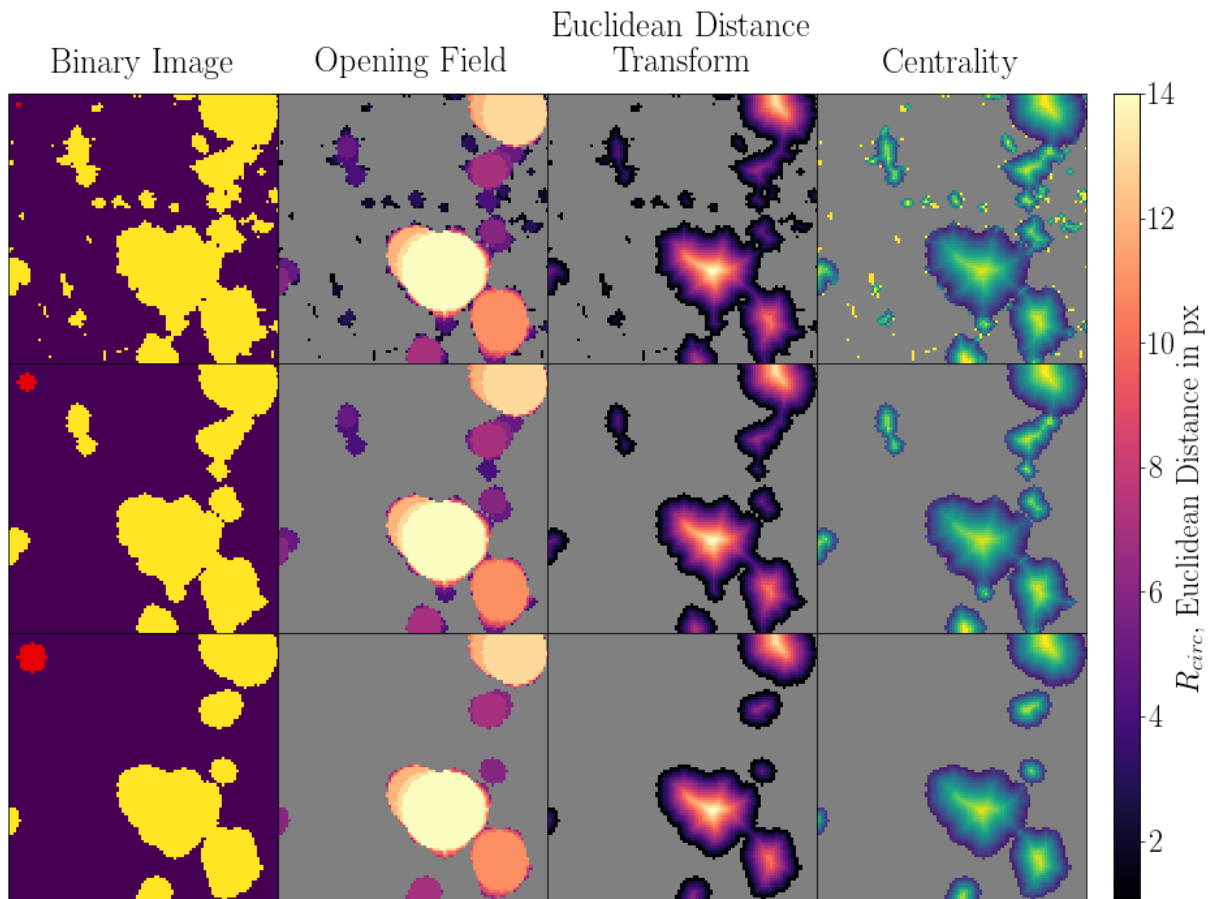 Binary Image
Opening Field
Euclidean Distance
Transform
Centrality
14
12
10
8
6
4
2
R_circ, Euclidean Distance in px